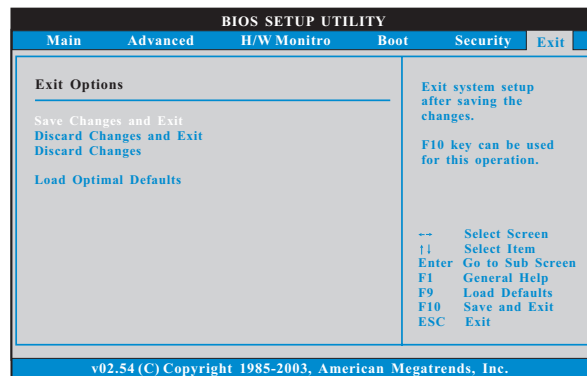 BIOS SETUP UTILITY
Main Advanced H/W Monitro Boot Security Exit
Exit Options
Save Changes and Exit
Discard Changes and Exit
Discard Changes
Load Optimal Defaults
Exit system setup
after saving the
changes.
F10 key can be used
for this operation.
←→ Select Screen
↑↓ Select Item
Enter Go to Sub Screen
F1 General Help
F9 Load Defaults
F10 Save and Exit
ESC Exit
v02.54 (C) Copyright 1985-2003, American Megatrends, Inc.